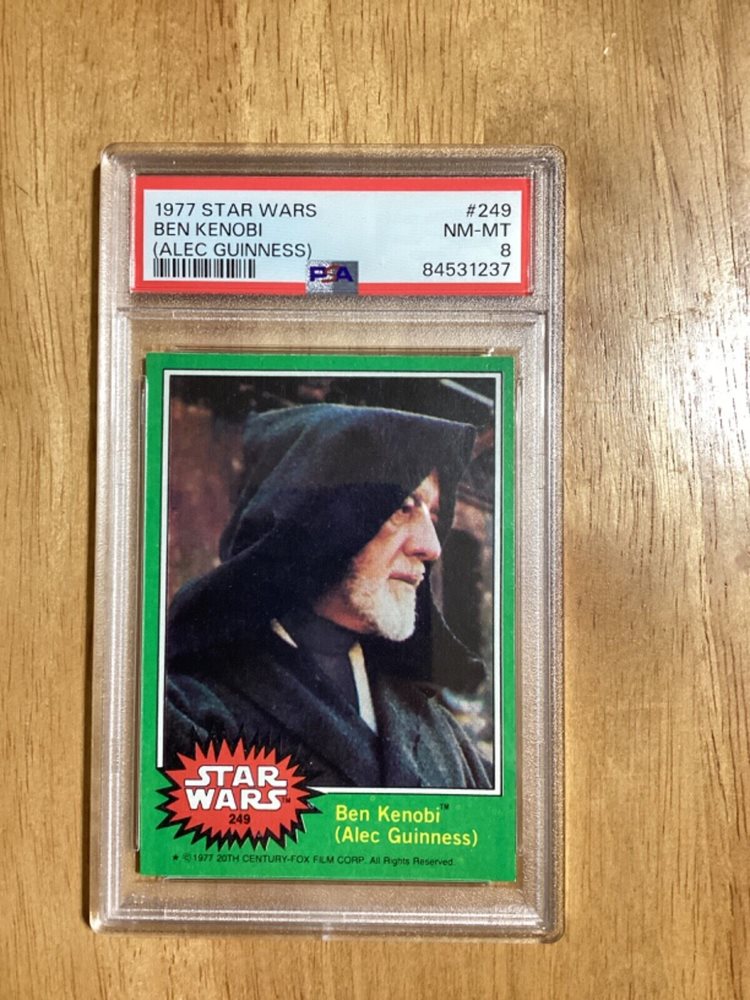 1977 STAR WARS #249
BEN KENOBI NM-MT
(ALEC GUINNESS) 8
PSA 84531237
STAR
WARS™
249
Ben Kenobi™
(Alec Guinness)
★ ©1977 20TH CENTURY-FOX FILM CORP. All Rights Reserved.